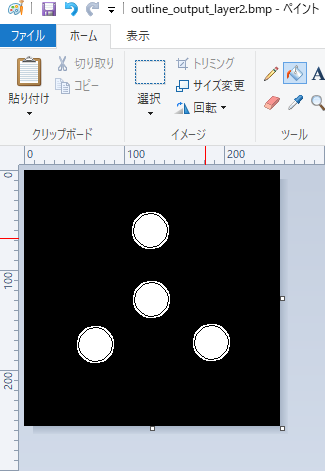 outline_output_layer2.bmp - ペイント
ファイル
ホーム
表示
貼り付け
切り取り
コピー
クリップボード
選択
トリミング
サイズ変更
回転
イメージ
A
ツール
0
100
200
0
100
200